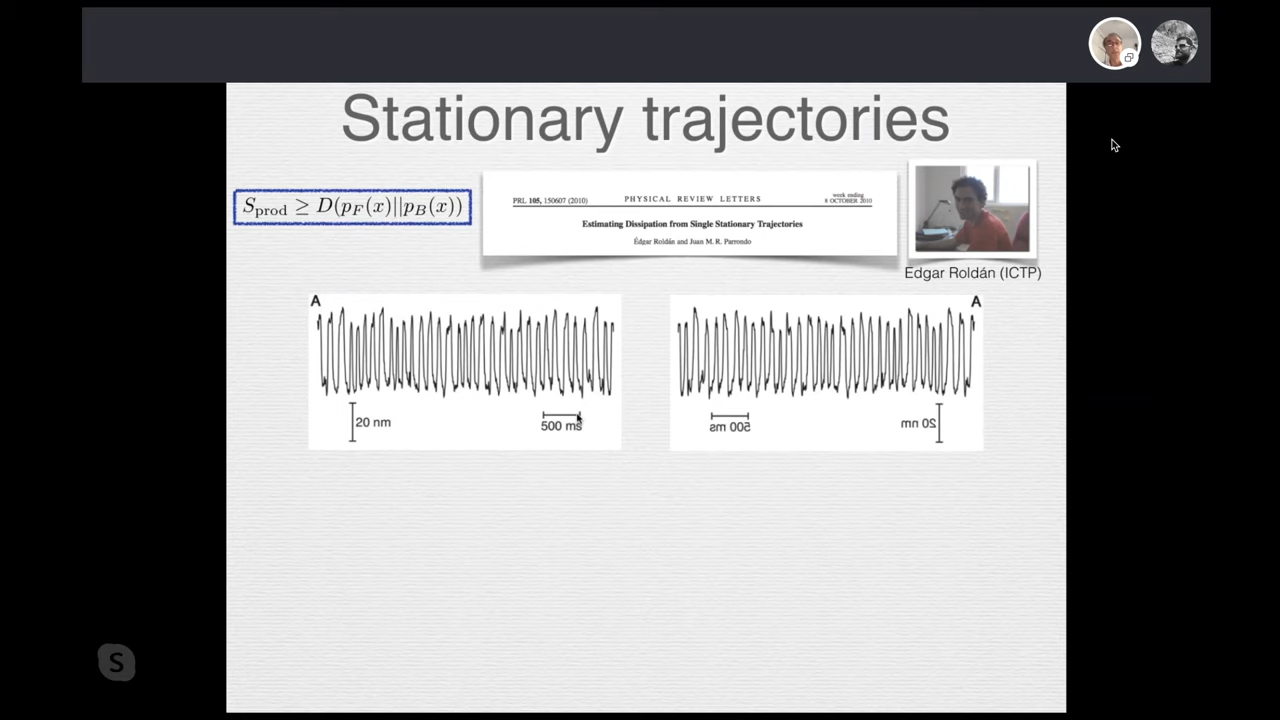 Stationary trajectories
S_prod ≥ D(p_F(x)||p_B(x))
PRL 105, 150607 (2010)
PHYSICAL REVIEW LETTERS
week ending
8 OCTOBER 2010
Estimating Dissipation from Single Stationary Trajectories
Édgar Roldán and Juan M. R. Parrondo
Edgar Roldán (ICTP)
A
20 nm
500 ms
A
500 ms
20 nm
S